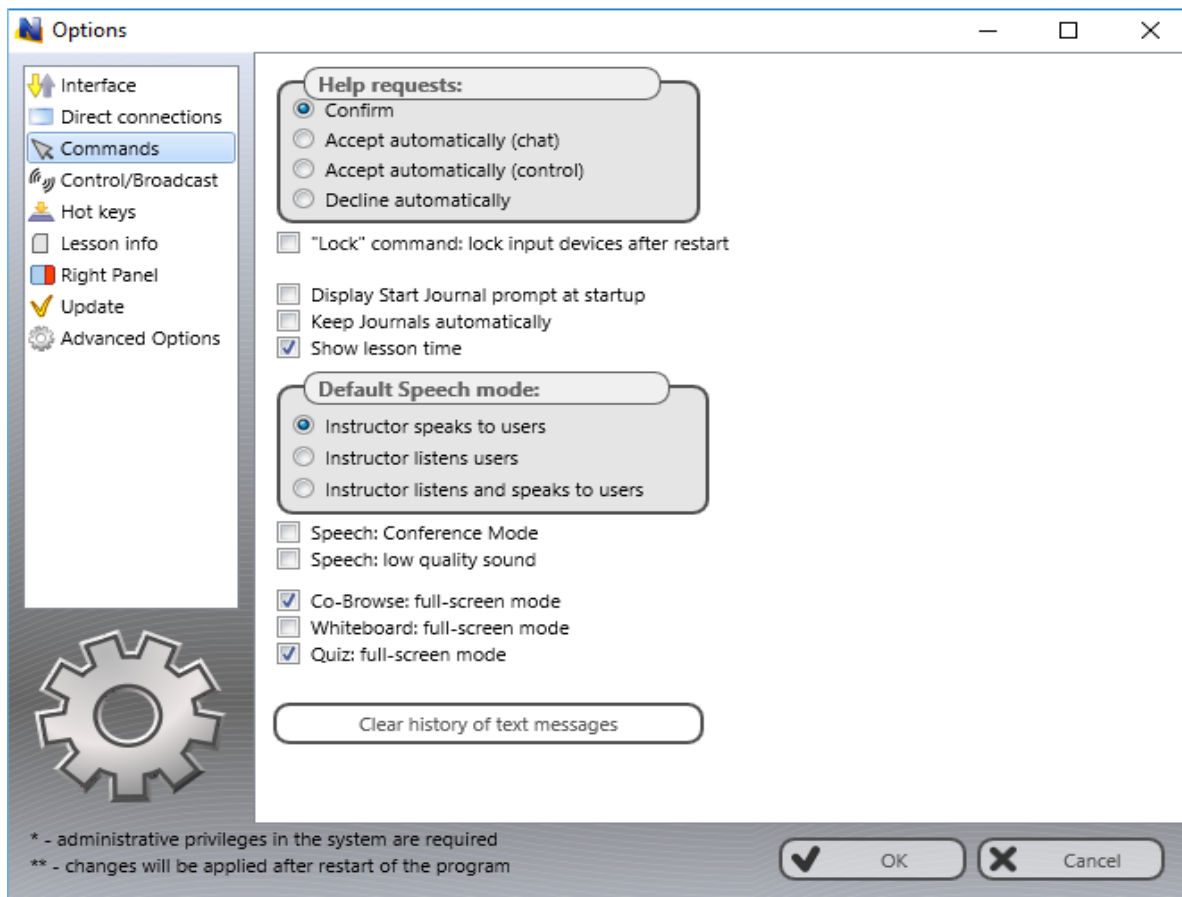 Options
Interface
Direct connections
Commands
Control/Broadcast
Hot keys
Lesson info
Right Panel
Update
Advanced Options
Help requests:
Confirm
Accept automatically (chat)
Accept automatically (control)
Decline automatically
"Lock" command: lock input devices after restart
Display Start Journal prompt at startup
Keep Journals automatically
Show lesson time
Default Speech mode:
Instructor speaks to users
Instructor listens users
Instructor listens and speaks to users
Speech: Conference Mode
Speech: low quality sound
Co-Browse: full-screen mode
Whiteboard: full-screen mode
Quiz: full-screen mode
Clear history of text messages
* - administrative privileges in the system are required
** - changes will be applied after restart of the program
OK
Cancel